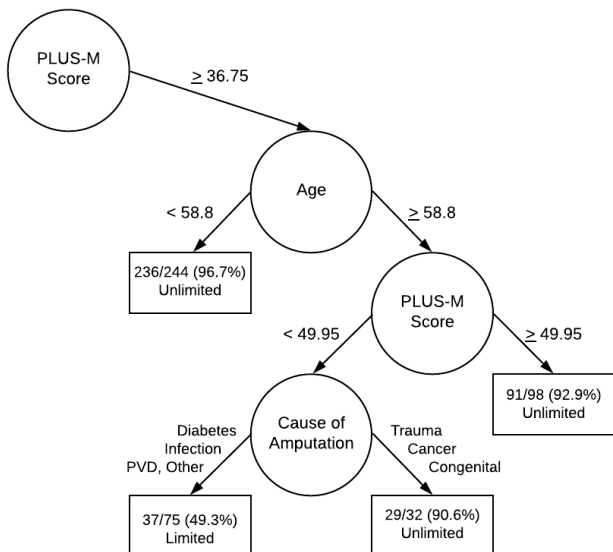 PLUS-M
Score
≥ 36.75
Age
< 58.8
≥ 58.8
236/244 (96.7%)
Unlimited
PLUS-M
Score
< 49.95
≥ 49.95
91/98 (92.9%)
Unlimited
Cause of
Amputation
Diabetes
Infection
PVD, Other
Trauma
Cancer
Congenital
37/75 (49.3%)
Limited
29/32 (90.6%)
Unlimited